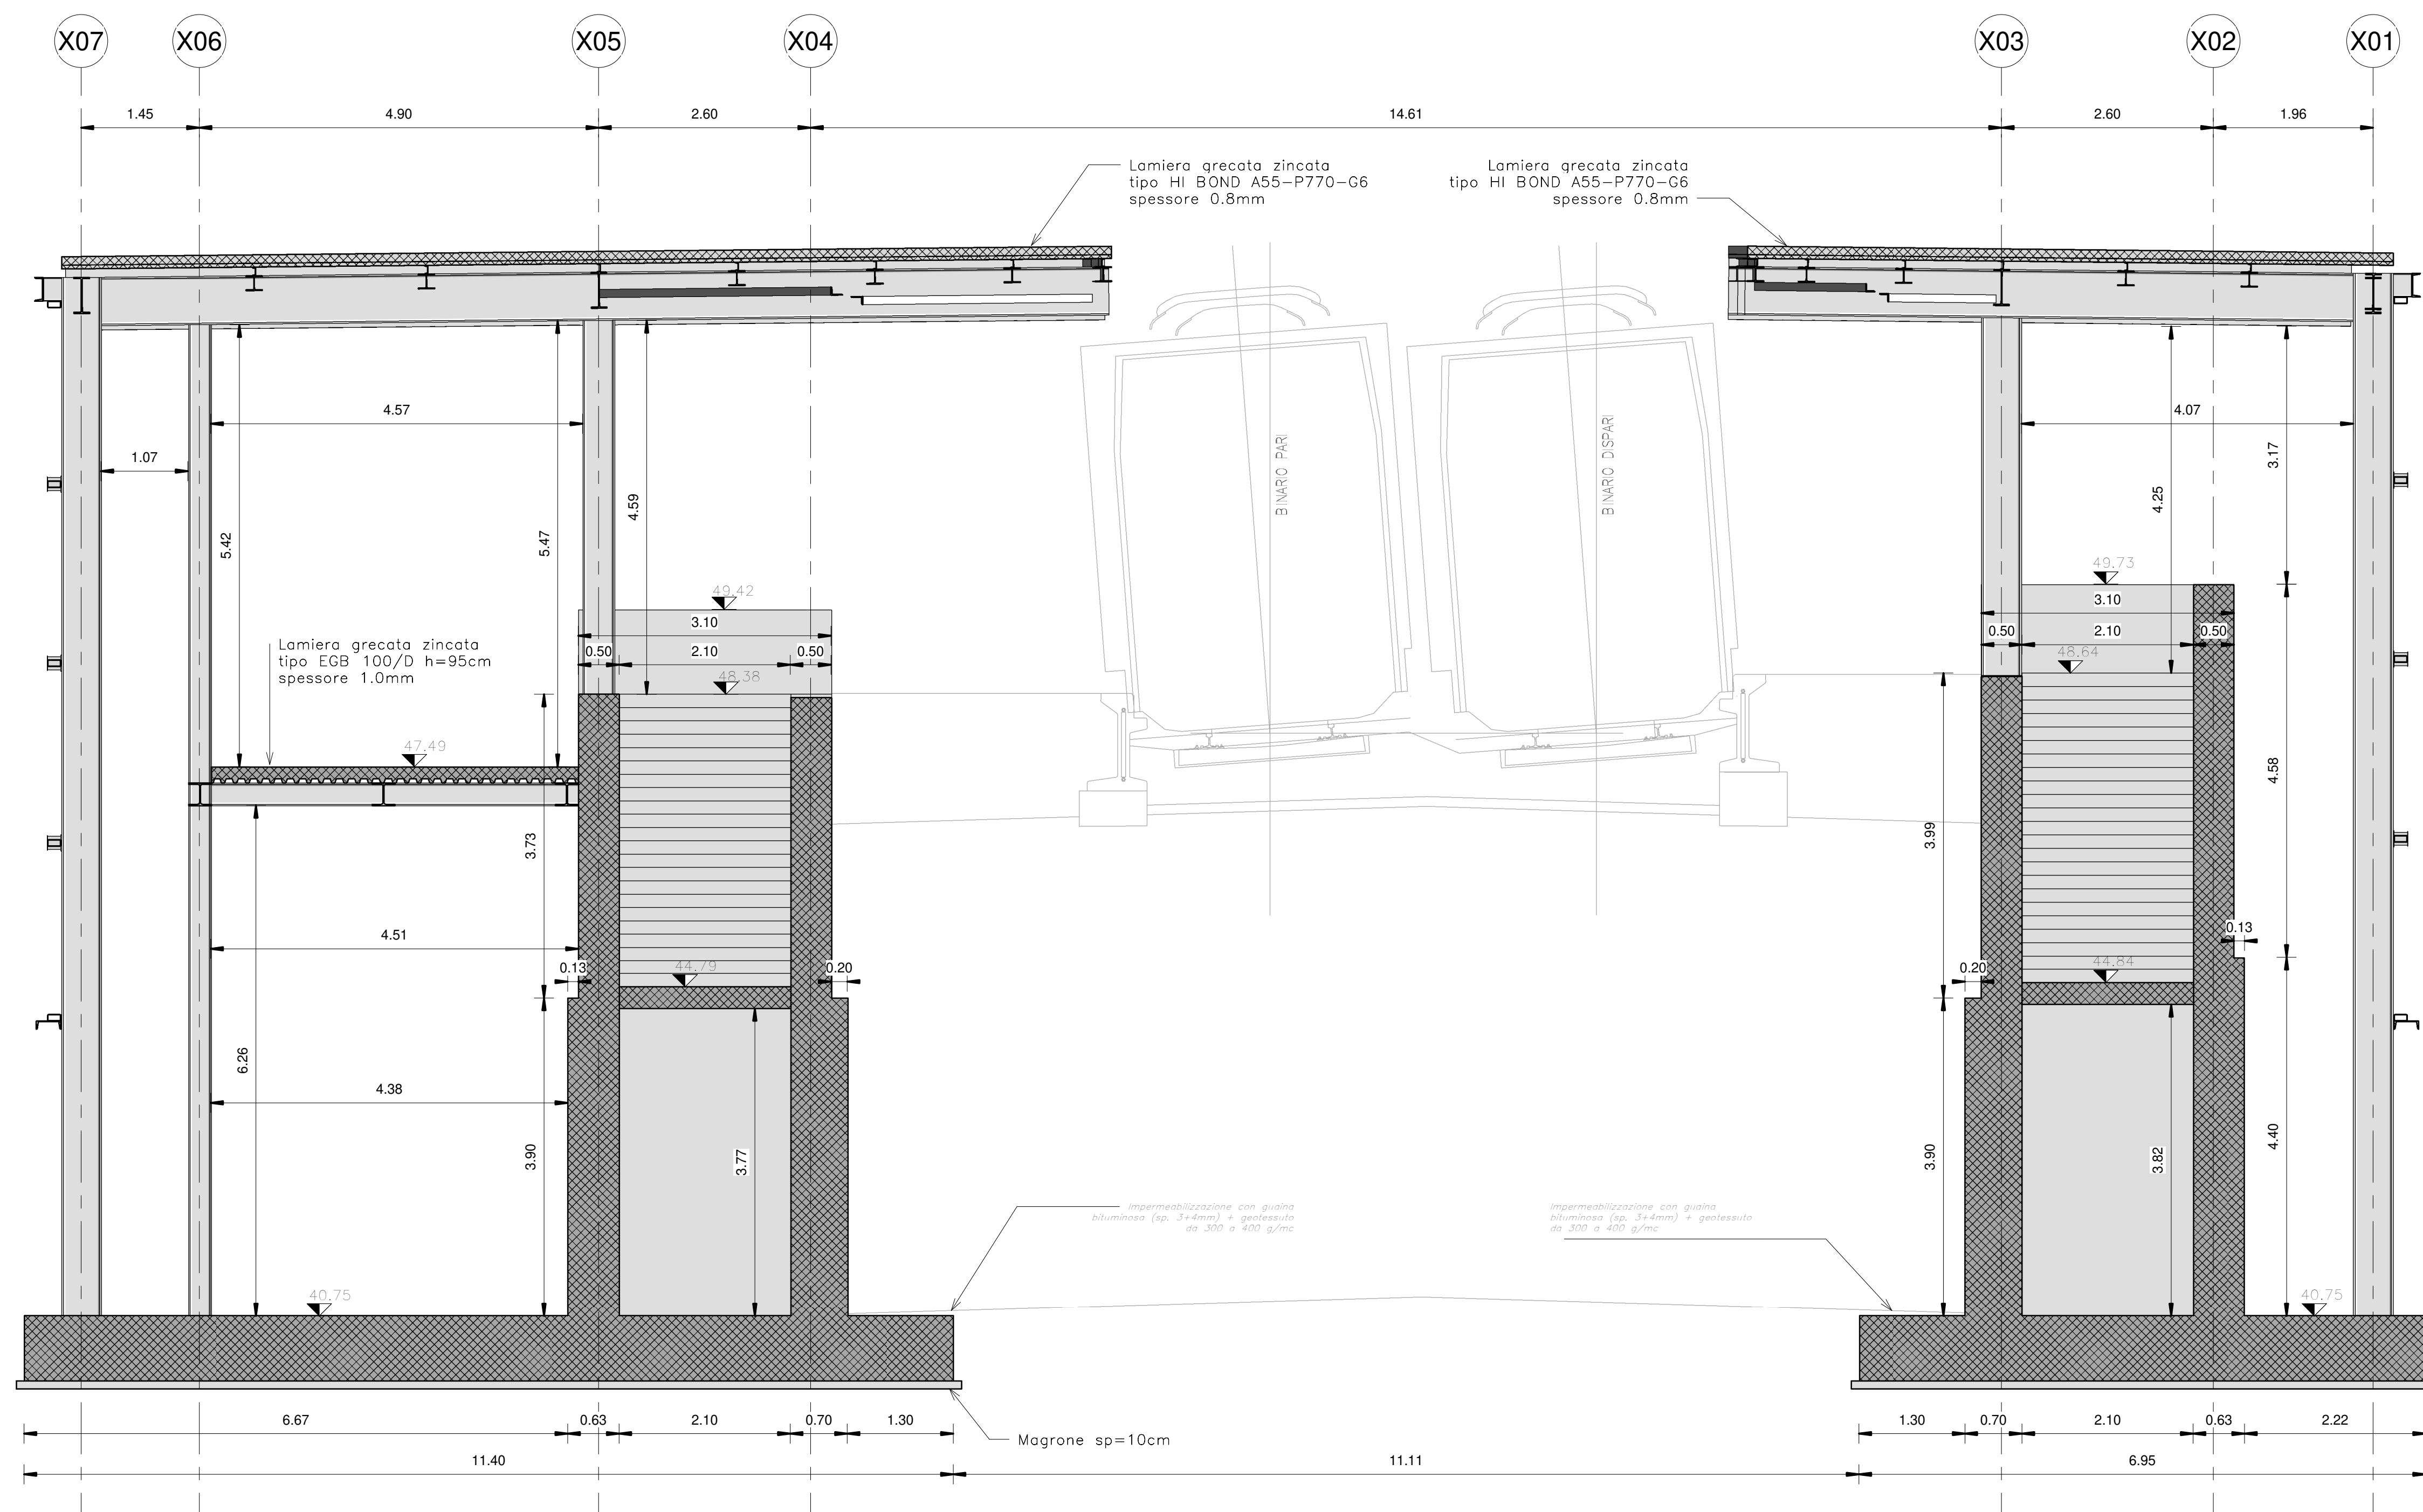 X07 X06 X05 X04 X03 X02 X01
1.45 4.90 2.60 14.61 2.60 1.96
Lamiera grecata zincata
tipo HI BOND A55-P770-G6
spessore 0.8mm
Lamiera grecata zincata
tipo HI BOND A55-P770-G6
spessore 0.8mm
4.57
4.07
1.07
BINARIO PARI
BINARIO DISPARI
3.17
4.59
4.25
5.42
5.47
49.42
49.73
3.10
3.10
0.50 2.10 0.50
0.50 2.10 0.50
48.38
48.64
Lamiera grecata zincata
tipo EGB 100/D h=95cm
spessore 1.0mm
47.49
4.58
3.73
3.99
4.51
0.13
44.79
0.20
0.20
44.84
0.13
6.26
4.38
3.90
3.77
3.90
3.82
4.40
Impermeabilizzazione con guaina
bituminosa (sp. 3+4mm) + geotessuto
da 300 a 400 g/mc
Impermeabilizzazione con guaina
bituminosa (sp. 3+4mm) + geotessuto
da 300 a 400 g/mc
40.75
40.75
6.67 0.63 2.10 0.70 1.30
1.30 0.70 2.10 0.63 2.22
Magrone sp=10cm
11.40 11.11 6.95